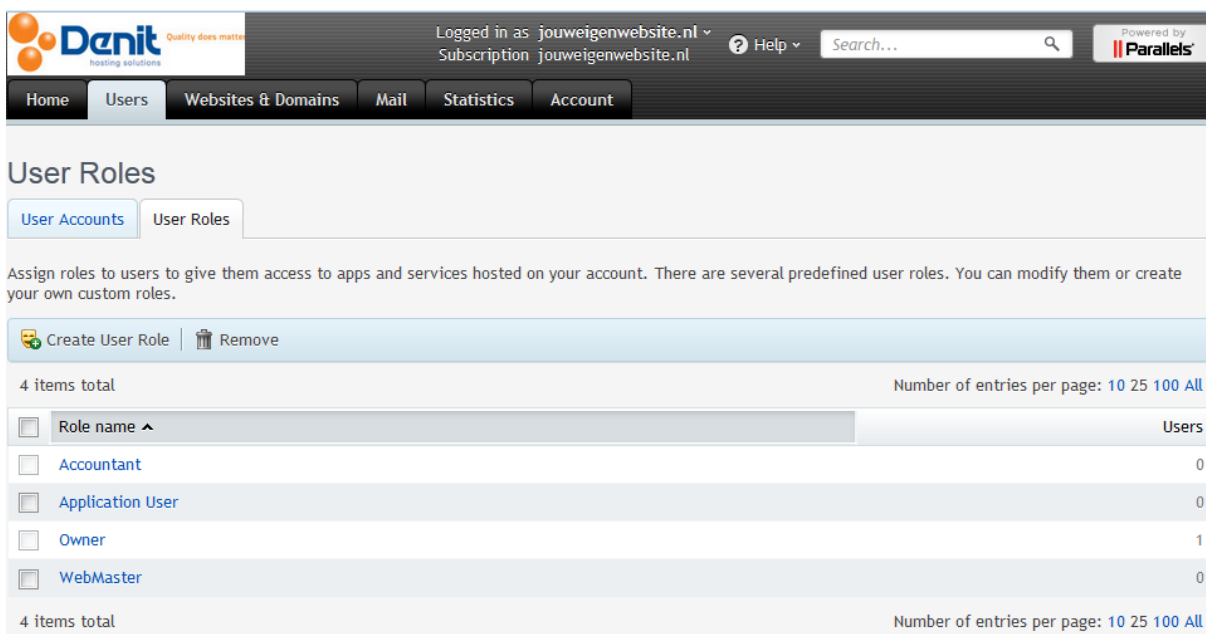 Denit
hosting solutions
Quality does matter
Logged in as jouweigenwebsite.nl
Subscription jouweigenwebsite.nl
Help
Search...
Powered by
Parallels
Home Users Websites & Domains Mail Statistics Account
User Roles
User Accounts User Roles
Assign roles to users to give them access to apps and services hosted on your account. There are several predefined user roles. You can modify them or create
your own custom roles.
Create User Role Remove
4 items total Number of entries per page: 10 25 100 All
Role name Users
Accountant 0
Application User 0
Owner 1
WebMaster 0
4 items total Number of entries per page: 10 25 100 All